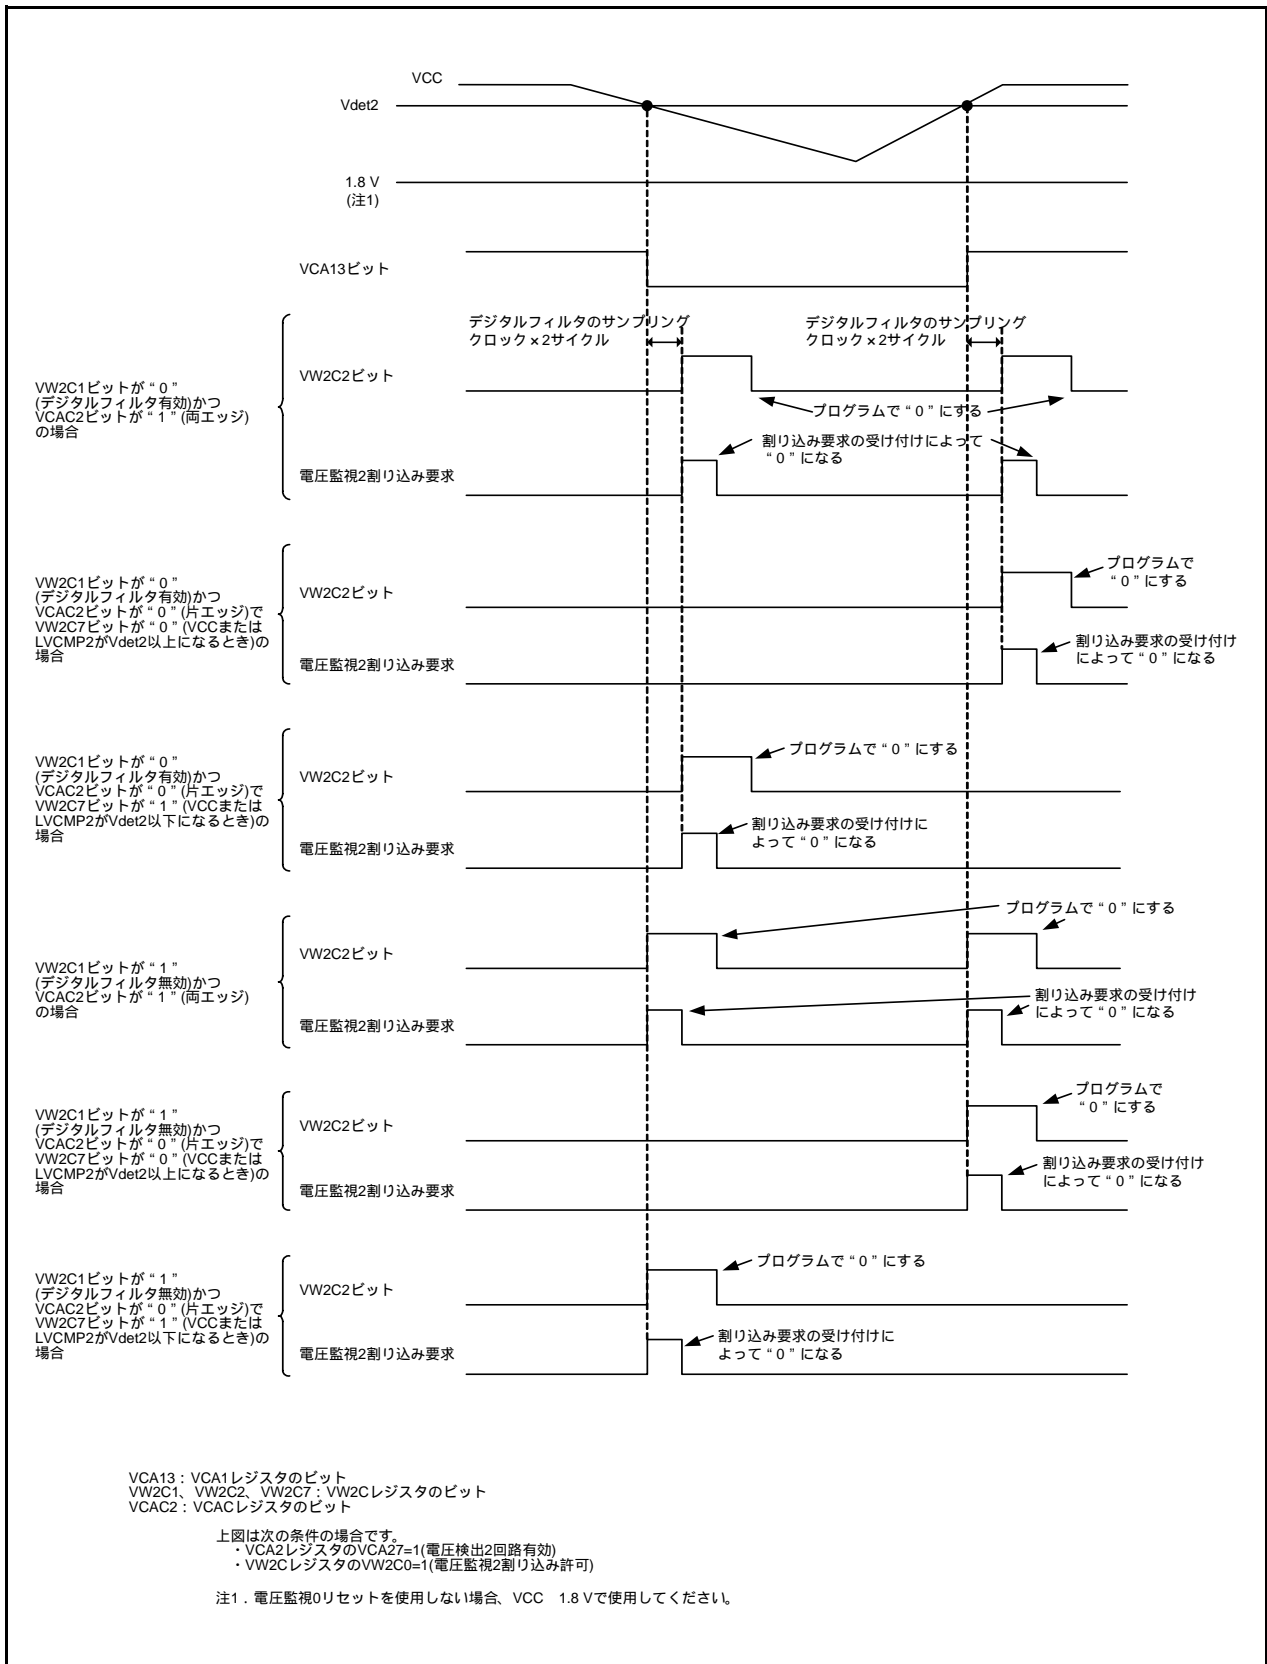 VCC
Vdet2
1.8 V
(注1)
VCA13ビット
デジタルフィルタのサンプリング
クロック×2サイクル
デジタルフィルタのサンプリング
クロック×2サイクル
VW2C1ビットが“0”
(デジタルフィルタ有効)かつ
VCAC2ビットが“1”(両エッジ)
の場合
VW2C2ビット
プログラムで“0”にする
割り込み要求の受け付けによって
“0”になる
電圧監視2割り込み要求
VW2C1ビットが“0”
(デジタルフィルタ有効)かつ
VCAC2ビットが“0”(片エッジ)で
VW2C7ビットが“0”(VCCまたは
LVCMP2がVdet2以上になるとき)の
場合
VW2C2ビット
プログラムで
“0”にする
電圧監視2割り込み要求
割り込み要求の受け付け
によって“0”になる
VW2C1ビットが“0”
(デジタルフィルタ有効)かつ
VCAC2ビットが“0”(片エッジ)で
VW2C7ビットが“1”(VCCまたは
LVCMP2がVdet2以下になるとき)の
場合
VW2C2ビット
プログラムで“0”にする
電圧監視2割り込み要求
割り込み要求の受け付けに
よって“0”になる
VW2C1ビットが“1”
(デジタルフィルタ無効)かつ
VCAC2ビットが“1”(両エッジ)
の場合
VW2C2ビット
プログラムで“0”にする
電圧監視2割り込み要求
割り込み要求の受け付け
によって“0”になる
VW2C1ビットが“1”
(デジタルフィルタ無効)かつ
VCAC2ビットが“0”(片エッジ)で
VW2C7ビットが“0”(VCCまたは
LVCMP2がVdet2以上になるとき)の
場合
VW2C2ビット
プログラムで
“0”にする
電圧監視2割り込み要求
割り込み要求の受け付け
によって“0”になる
VW2C1ビットが“1”
(デジタルフィルタ無効)かつ
VCAC2ビットが“0”(片エッジ)で
VW2C7ビットが“1”(VCCまたは
LVCMP2がVdet2以下になるとき)の
場合
VW2C2ビット
プログラムで“0”にする
電圧監視2割り込み要求
割り込み要求の受け付けに
よって“0”になる
VCA13：VCA1レジスタのビット
VW2C1、VW2C2、VW2C7：VW2Cレジスタのビット
VCAC2：VCACレジスタのビット
上図は次の条件の場合です。
・VCA2レジスタのVCA27=1(電圧検出2回路有効)
・VW2CレジスタのVW2C0=1(電圧監視2割り込み許可)
注1．電圧監視0リセットを使用しない場合、VCC　1.8 Vで使用してください。